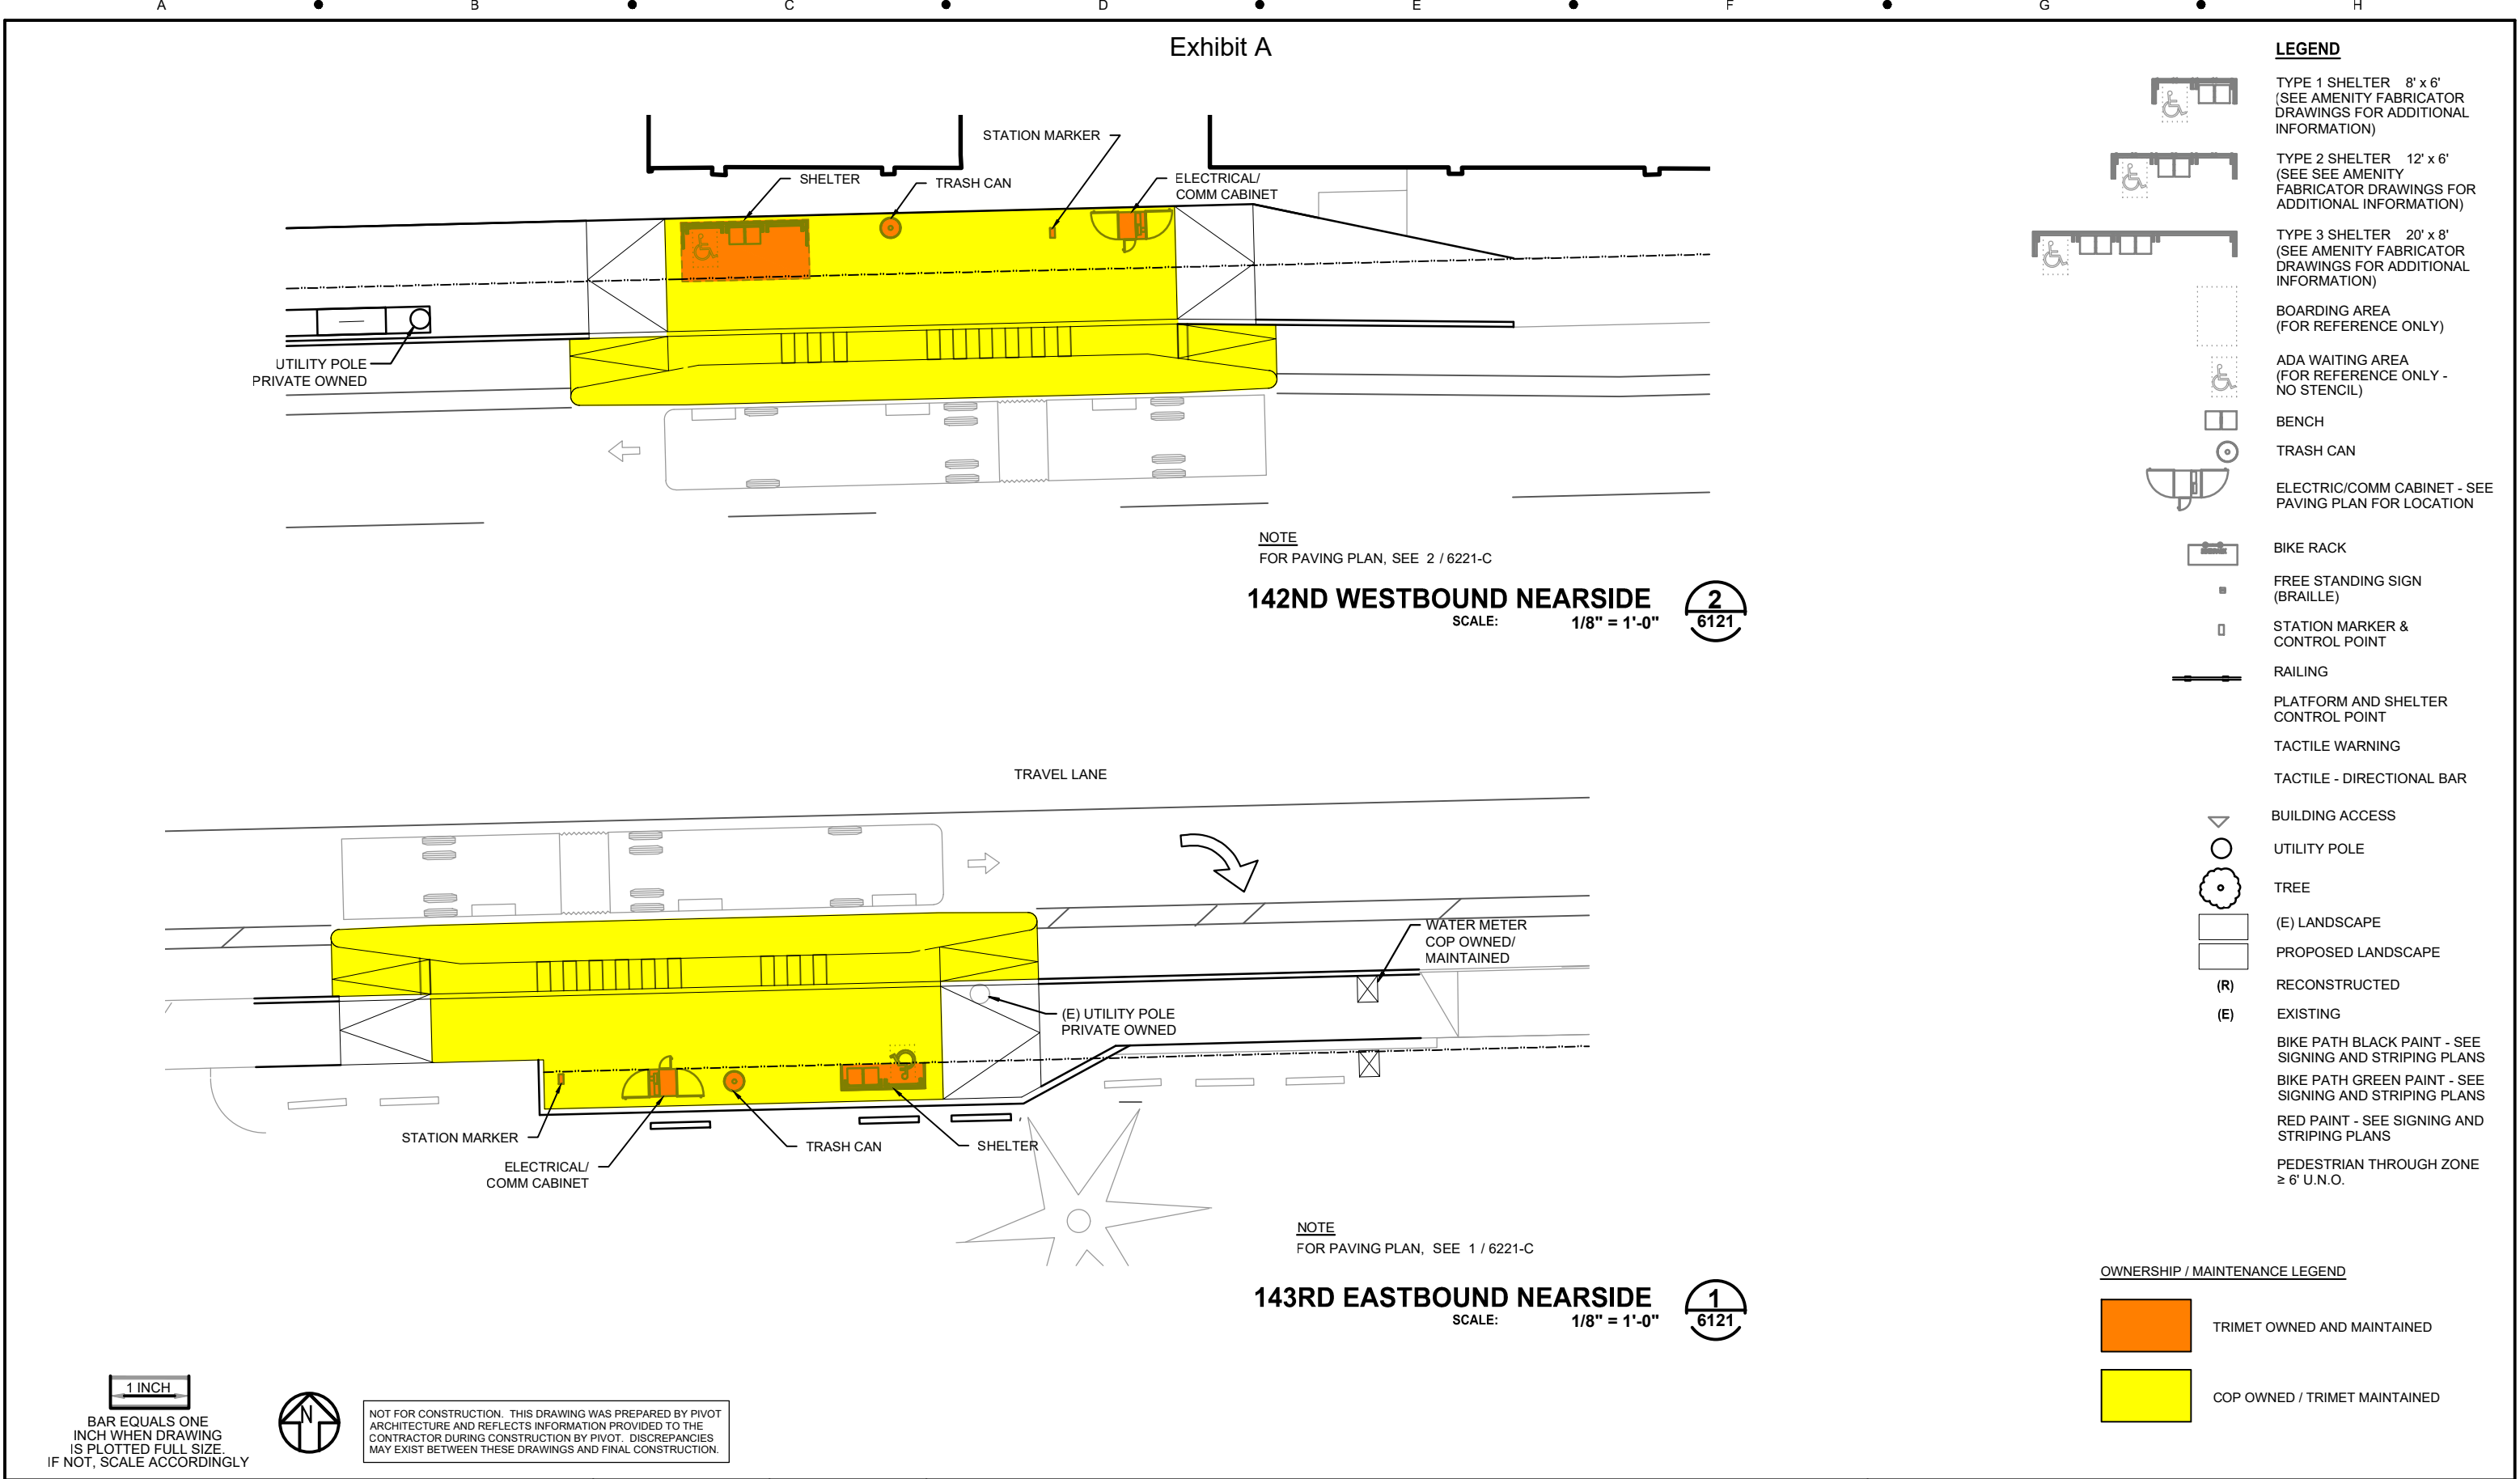 A B C D E F G H
Exhibit A
STATION MARKER
SHELTER
TRASH CAN
ELECTRICAL/
COMM CABINET
UTILITY POLE
PRIVATE OWNED
NOTE
FOR PAVING PLAN, SEE 2 / 6221-C
142ND WESTBOUND NEARSIDE
SCALE: 1/8" = 1'-0"
2
6121
TRAVEL LANE
WATER METER
COP OWNED/
MAINTAINED
(E) UTILITY POLE
PRIVATE OWNED
STATION MARKER
ELECTRICAL/
COMM CABINET
TRASH CAN
SHELTER
NOTE
FOR PAVING PLAN, SEE 1 / 6221-C
143RD EASTBOUND NEARSIDE
SCALE: 1/8" = 1'-0"
1
6121
1 INCH
BAR EQUALS ONE
INCH WHEN DRAWING
IS PLOTTED FULL SIZE.
IF NOT, SCALE ACCORDINGLY
N
NOT FOR CONSTRUCTION. THIS DRAWING WAS PREPARED BY PIVOT
ARCHITECTURE AND REFLECTS INFORMATION PROVIDED TO THE
CONTRACTOR DURING CONSTRUCTION BY PIVOT. DISCREPANCIES
MAY EXIST BETWEEN THESE DRAWINGS AND FINAL CONSTRUCTION.
LEGEND
TYPE 1 SHELTER 8' x 6'
(SEE AMENITY FABRICATOR
DRAWINGS FOR ADDITIONAL
INFORMATION)
TYPE 2 SHELTER 12' x 6'
(SEE SEE AMENITY
FABRICATOR DRAWINGS FOR
ADDITIONAL INFORMATION)
TYPE 3 SHELTER 20' x 8'
(SEE AMENITY FABRICATOR
DRAWINGS FOR ADDITIONAL
INFORMATION)
BOARDING AREA
(FOR REFERENCE ONLY)
ADA WAITING AREA
(FOR REFERENCE ONLY -
NO STENCIL)
BENCH
TRASH CAN
ELECTRIC/COMM CABINET - SEE
PAVING PLAN FOR LOCATION
BIKE RACK
FREE STANDING SIGN
(BRAILLE)
STATION MARKER &
CONTROL POINT
RAILING
PLATFORM AND SHELTER
CONTROL POINT
TACTILE WARNING
TACTILE - DIRECTIONAL BAR
BUILDING ACCESS
UTILITY POLE
TREE
(E) LANDSCAPE
PROPOSED LANDSCAPE
(R) RECONSTRUCTED
(E) EXISTING
BIKE PATH BLACK PAINT - SEE
SIGNING AND STRIPING PLANS
BIKE PATH GREEN PAINT - SEE
SIGNING AND STRIPING PLANS
RED PAINT - SEE SIGNING AND
STRIPING PLANS
PEDESTRIAN THROUGH ZONE
≥ 6' U.N.O.
OWNERSHIP / MAINTENANCE LEGEND
TRIMET OWNED AND MAINTAINED
COP OWNED / TRIMET MAINTAINED